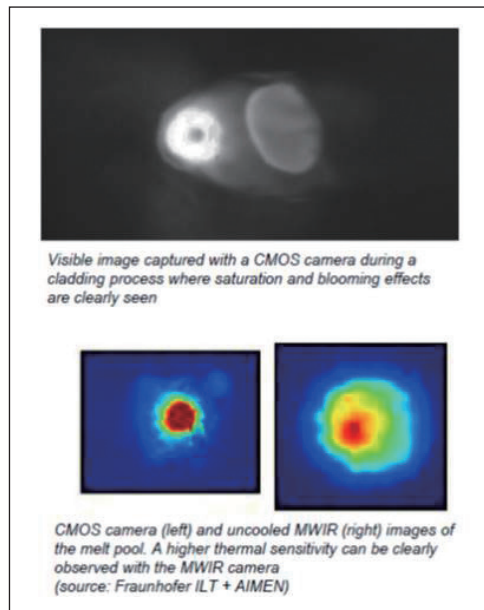 Visible image captured with a CMOS camera during a
cladding process where saturation and blooming effects
are clearly seen
CMOS camera (left) and uncooled MWIR (right) images of
the melt pool. A higher thermal sensitivity can be clearly
observed with the MWIR camera
(source: Fraunhofer ILT + AIMEN)